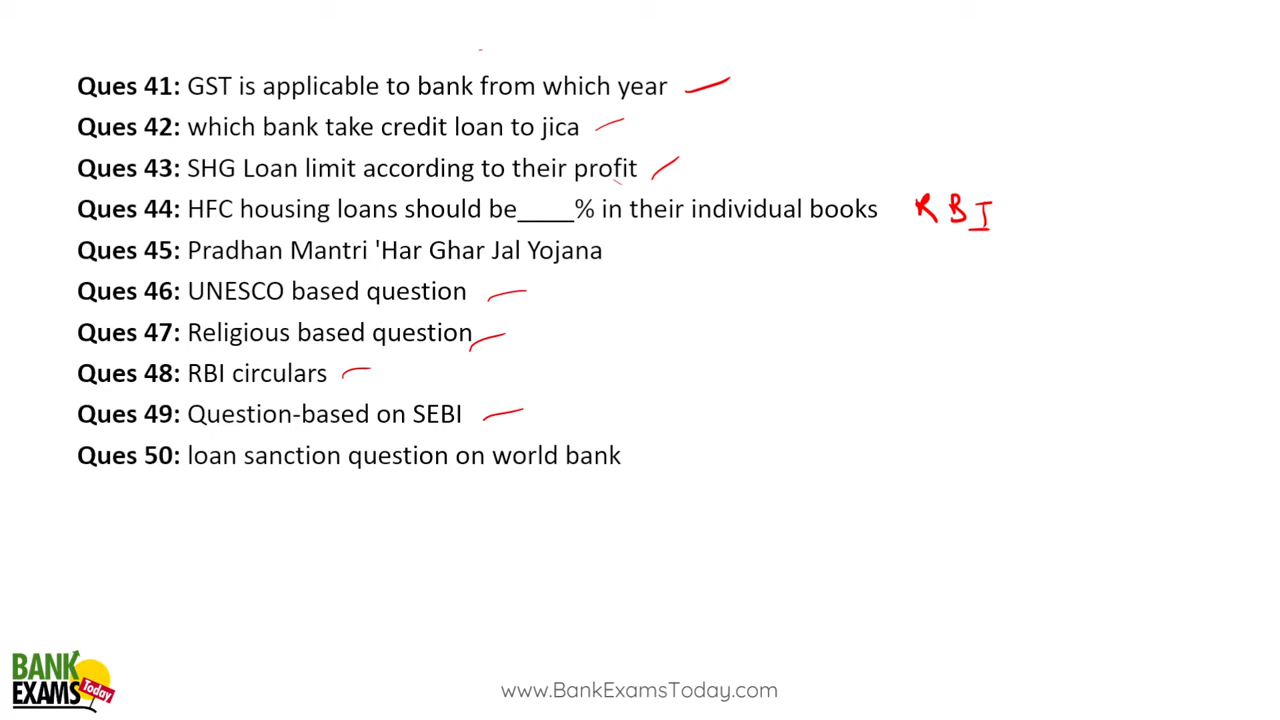 Ques 41: GST is applicable to bank from which year
Ques 42: which bank take credit loan to jica
Ques 43: SHG Loan limit according to their profit
Ques 44: HFC housing loans should be____% in their individual books RBI
Ques 45: Pradhan Mantri 'Har Ghar Jal Yojana
Ques 46: UNESCO based question
Ques 47: Religious based question
Ques 48: RBI circulars
Ques 49: Question-based on SEBI
Ques 50: loan sanction question on world bank
BANK
EXAMS Today
www.BankExamsToday.com